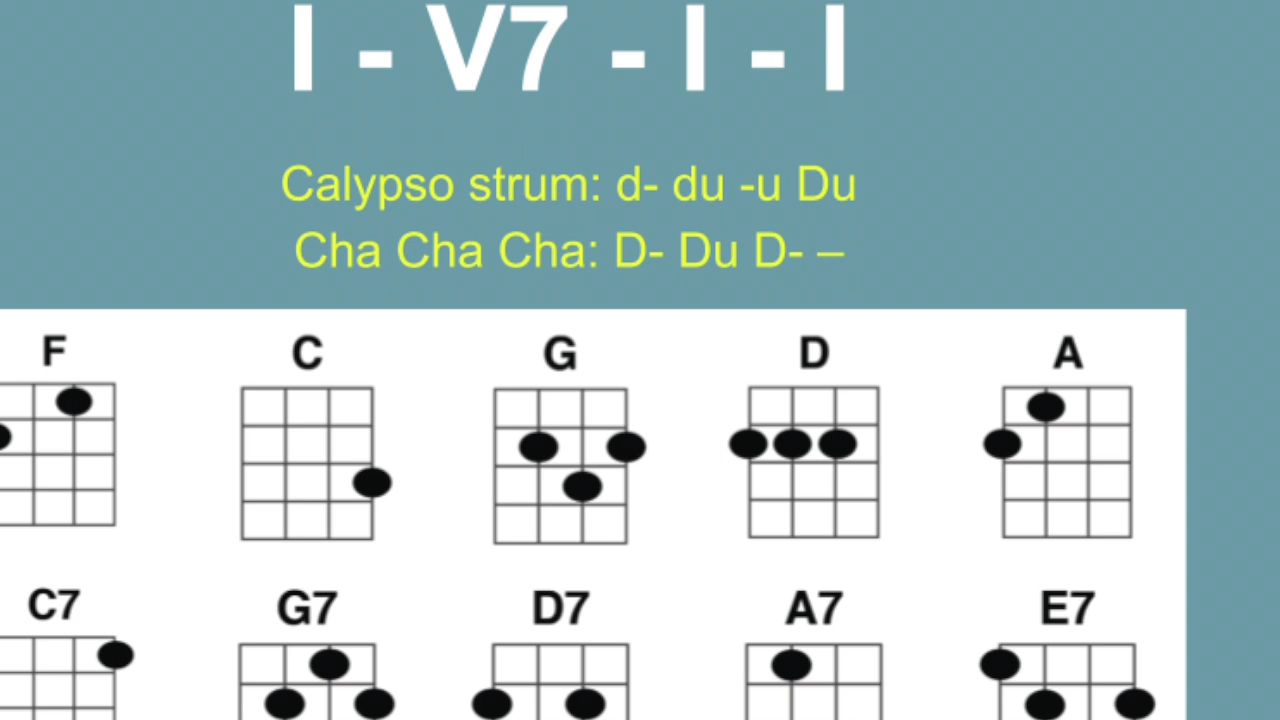 I - V7 - I - I
Calypso strum: d- du -u Du
Cha Cha Cha: D- Du D- –
F C G D A
C7 G7 D7 A7 E7